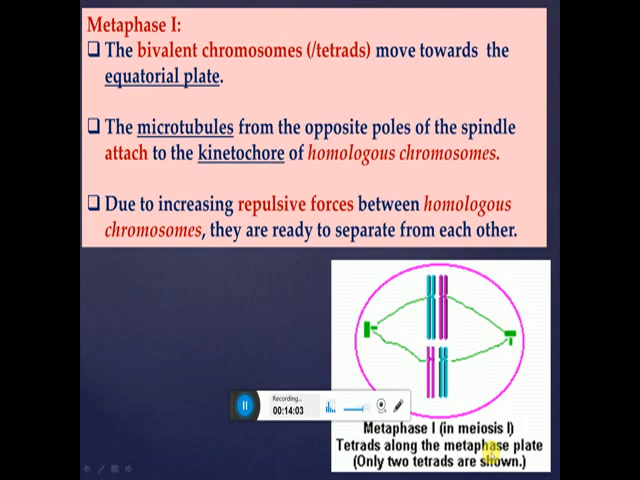 Metaphase I:
The bivalent chromosomes (/tetrads) move towards the
equatorial plate.
The microtubules from the opposite poles of the spindle
attach to the kinetochore of homologous chromosomes.
Due to increasing repulsive forces between homologous
chromosomes, they are ready to separate from each other.
Recording...
00:14:03
Metaphase I (in meiosis I)
Tetrads along the metaphase plate
(Only two tetrads are shown.)